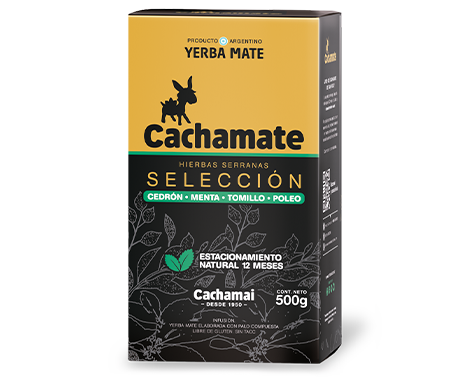 PRODUCTO ARGENTINO
YERBA MATE
Cachamate
HIERBAS SERRANAS
SELECCIÓN
CEDRÓN • MENTA • TOMILLO • POLEO
ESTACIONAMIENTO
NATURAL 12 MESES
Cachamai
– DESDE 1950 –
CONT. NETO
500g
INFUSIÓN:
YERBA MATE ELABORADA CON PALO COMPUESTA
LIBRE DE GLUTEN. SIN TACC